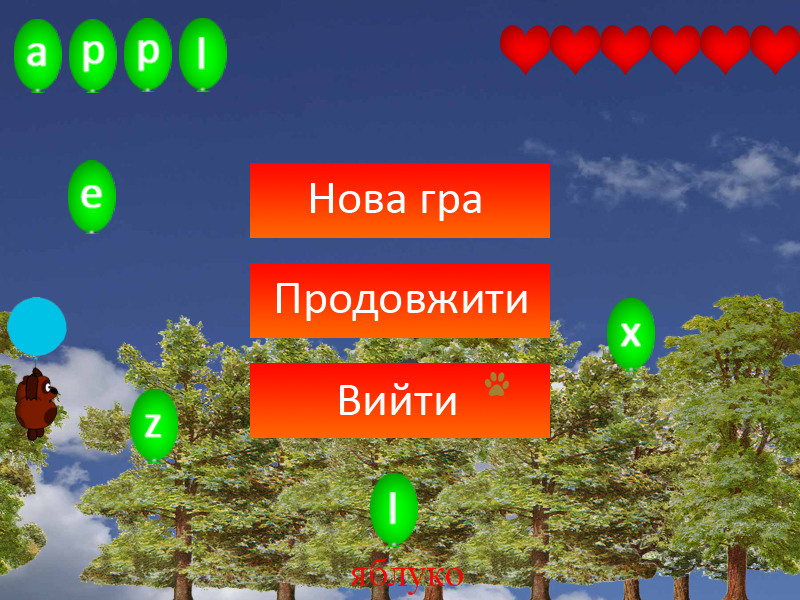 a p p l
e
Нова гра
Продовжити
x
Вийти
z
l
яблуко